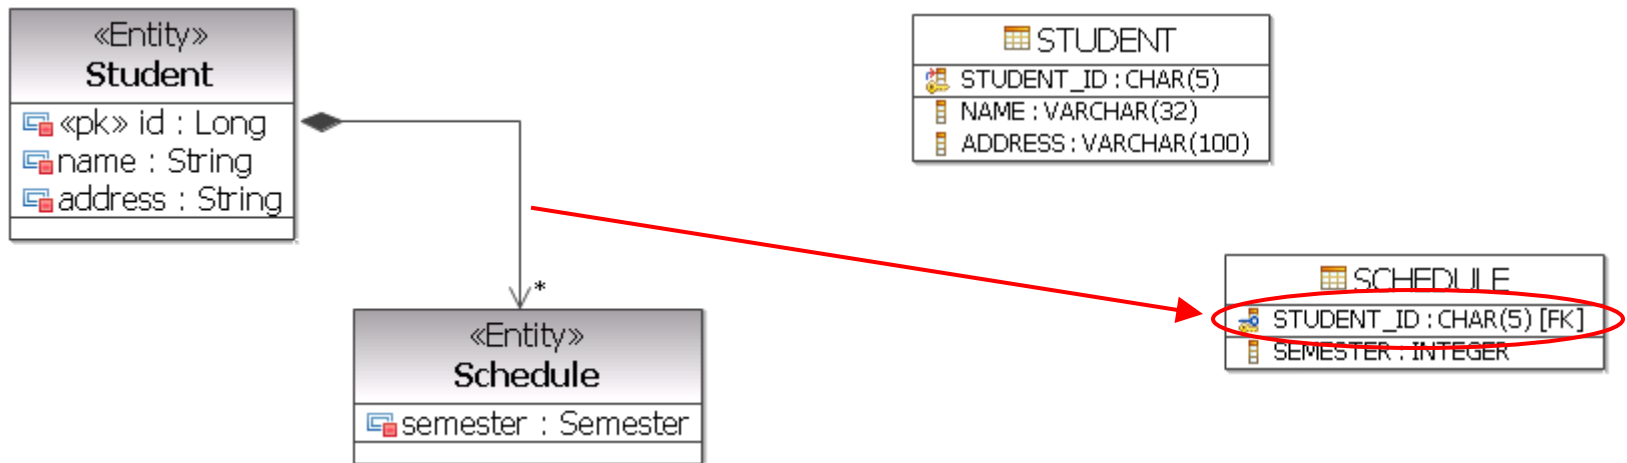 «Entity»
Student
«pk» id : Long
name : String
address : String
*
«Entity»
Schedule
semester : Semester
STUDENT
STUDENT_ID : CHAR(5)
NAME : VARCHAR(32)
ADDRESS : VARCHAR(100)
SCHEDULE
STUDENT_ID : CHAR(5) [FK]
SEMESTER : INTEGER